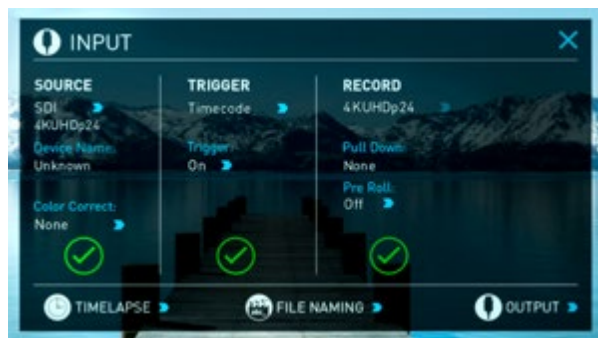 INPUT
SOURCE
SDI
4KUHDp24
Device Name:
Unknown
Color Correct:
None
TRIGGER
Timecode
Trigger:
On
RECORD
4KUHDp24
Pull Down:
None
Pre Roll:
Off
TIMELAPSE
FILE NAMING
OUTPUT